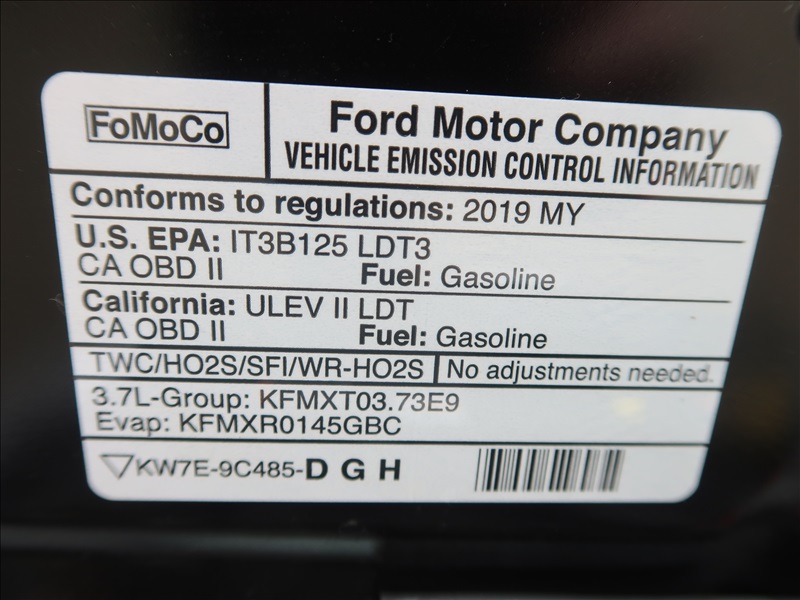 FoMoCo
Ford Motor Company
VEHICLE EMISSION CONTROL INFORMATION
Conforms to regulations: 2019 MY
U.S. EPA: IT3B125 LDT3
CA OBD II Fuel: Gasoline
California: ULEV II LDT
CA OBD II Fuel: Gasoline
TWC/HO2S/SFI/WR-HO2S No adjustments needed.
3.7L-Group: KFMXT03.73E9
Evap: KFMXR0145GBC
KW7E-9C485-D G H